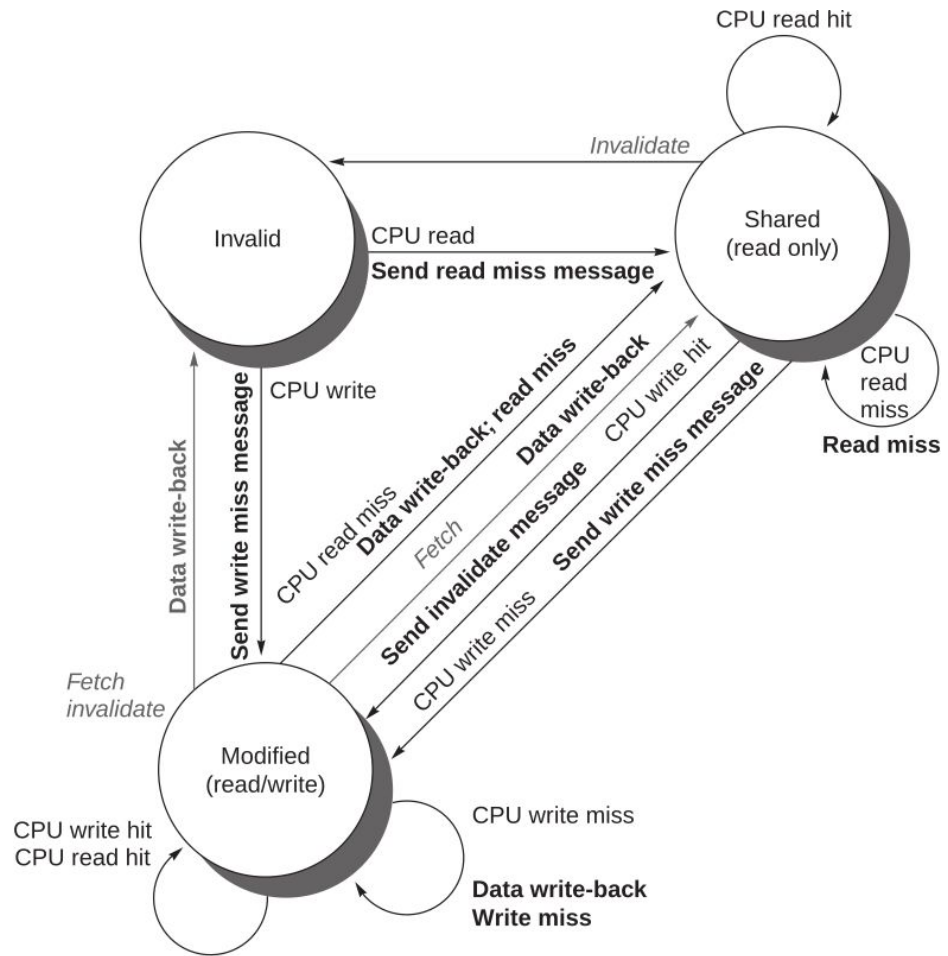 CPU read hit
Invalidate
Invalid
Shared
(read only)
CPU read
Send read miss message
CPU
read
miss
Read miss
CPU write
Send write miss message
Data write-back
Fetch
invalidate
CPU read miss
Data write-back; read miss
Fetch
Data write-back
Send invalidate message
CPU write hit
CPU write miss
Send write miss message
Modified
(read/write)
CPU write hit
CPU read hit
CPU write miss
Data write-back
Write miss